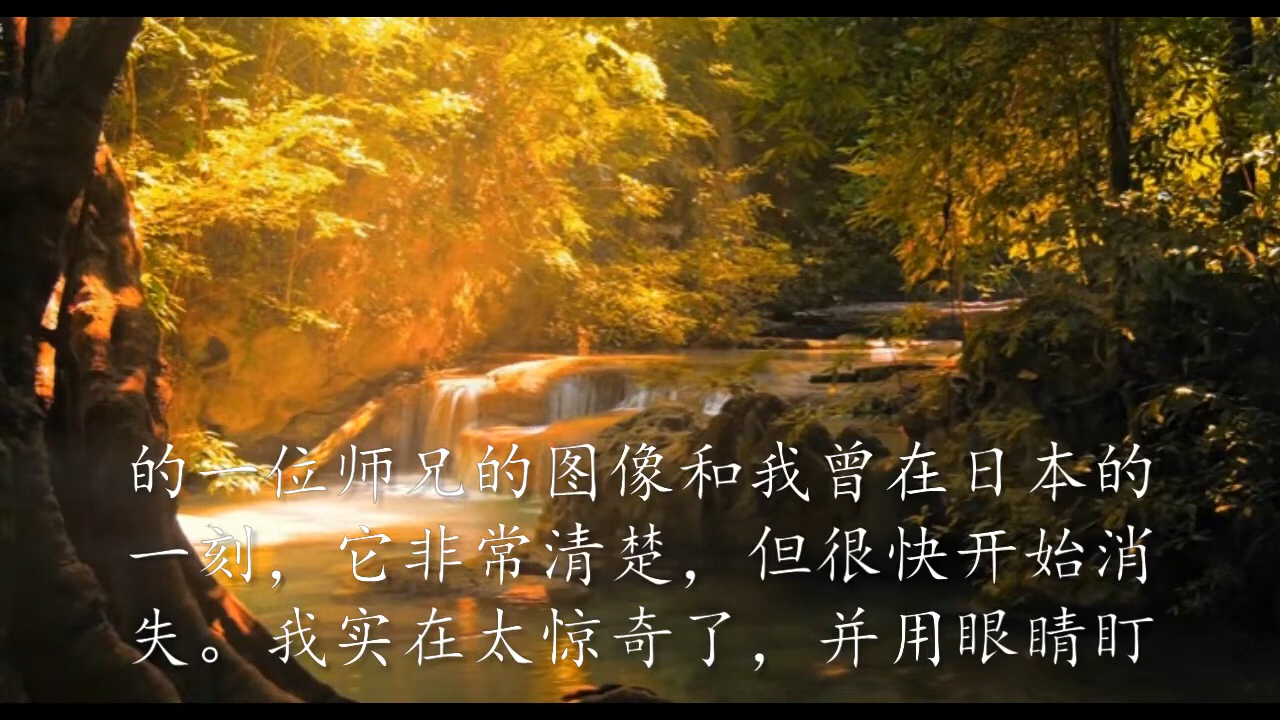 的一位师兄的图像和我曾在日本的
一刻，它非常清楚，但很快开始消
失。我实在太惊奇了，并用眼睛盯